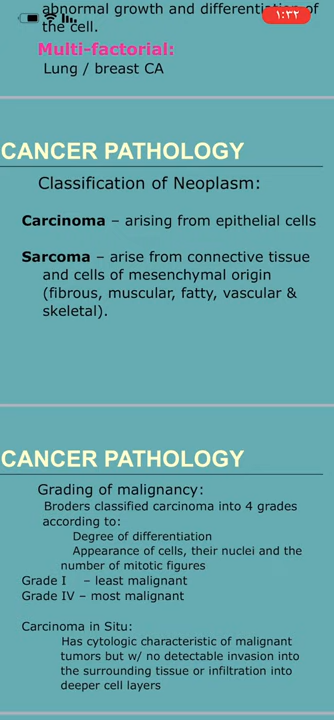 abnormal growth and differentiation of
١:٣٢
the cell.
Multi-factorial:
Lung / breast CA
CANCER PATHOLOGY
Classification of Neoplasm:
Carcinoma – arising from epithelial cells
Sarcoma – arise from connective tissue
and cells of mesenchymal origin
(fibrous, muscular, fatty, vascular &
skeletal).
CANCER PATHOLOGY
Grading of malignancy:
Broders classified carcinoma into 4 grades
according to:
Degree of differentiation
Appearance of cells, their nuclei and the
number of mitotic figures
Grade I – least malignant
Grade IV – most malignant
Carcinoma in Situ:
Has cytologic characteristic of malignant
tumors but w/ no detectable invasion into
the surrounding tissue or infiltration into
deeper cell layers